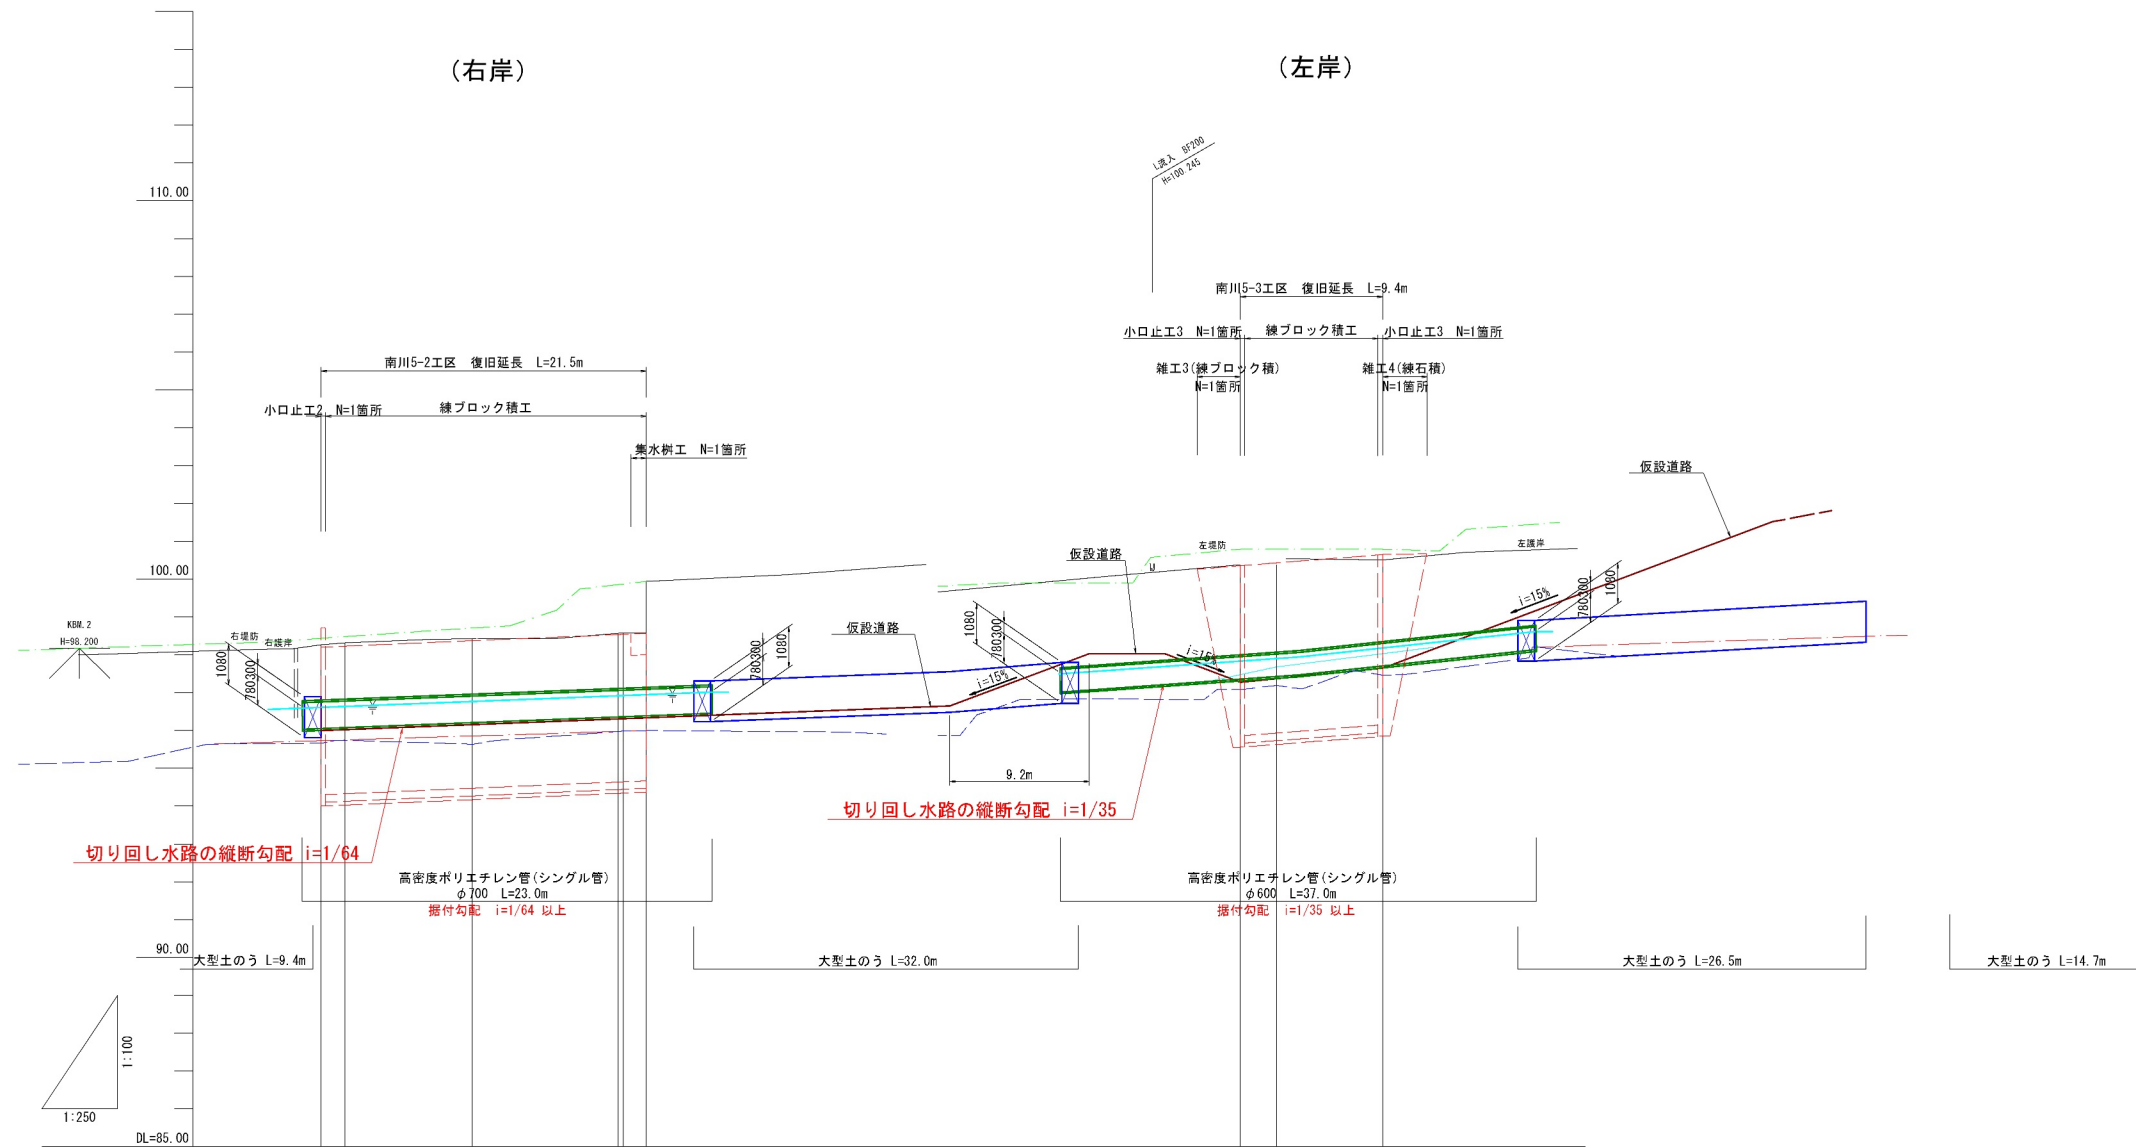 (右岸)
(左岸)
L流入 BF200
H=100.245
110.00
南川5-3工区 復旧延長 L=9.4m
小口止工3 N=1箇所
練ブロック積工
小口止工3 N=1箇所
南川5-2工区 復旧延長 L=21.5m
雑工3(練ブロック積)
N=1箇所
雑工4(練石積)
N=1箇所
小口止工2 N=1箇所
練ブロック積工
集水桝工 N=1箇所
仮設道路
100.00
仮設道路
左堤防
左護岸
KBM.2
H=98.200
右堤防
右護岸
1080
780
300
仮設道路
780
300
1080
i=15%
1080
780
300
i=15%
i=15%
780
300
1080
9.2m
切り回し水路の縦断勾配 i=1/35
切り回し水路の縦断勾配 i=1/64
高密度ポリエチレン管(シングル管)
φ700 L=23.0m
据付勾配 i=1/64 以上
高密度ポリエチレン管(シングル管)
φ600 L=37.0m
据付勾配 i=1/35 以上
90.00
大型土のう L=9.4m
大型土のう L=32.0m
大型土のう L=26.5m
大型土のう L=14.7m
1:100
1:250
DL=85.00